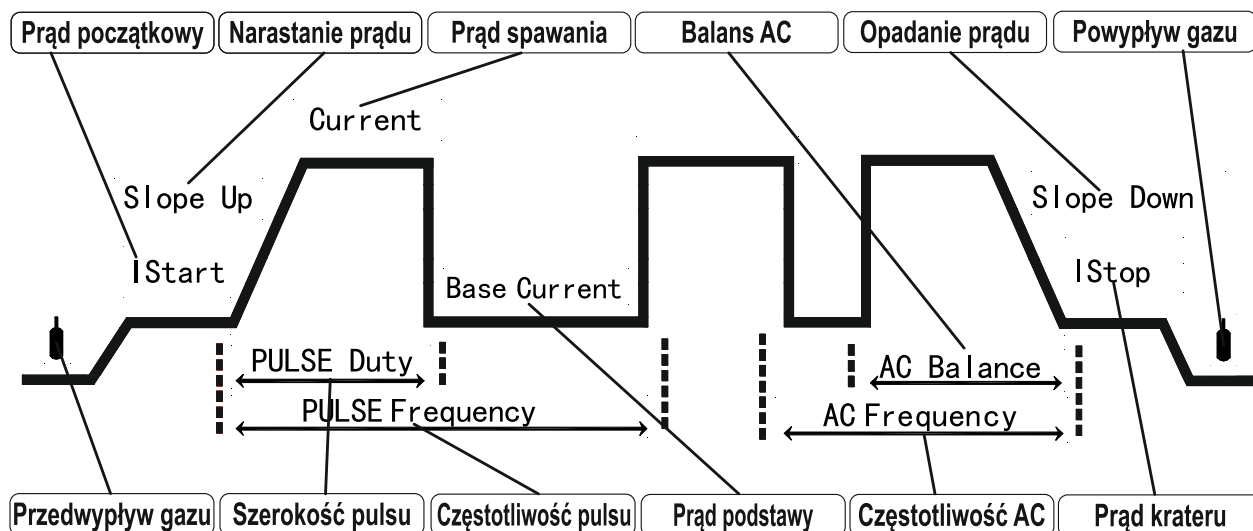 Prąd początkowy
Narastanie prądu
Prąd spawania
Balans AC
Opadanie prądu
Powypływ gazu
Current
Slope Up
Slope Down
IStart
IStop
Base Current
PULSE Duty
AC Balance
PULSE Frequency
AC Frequency
Przedwypływ gazu
Szerokość pulsu
Częstotliwość pulsu
Prąd podstawy
Częstotliwość AC
Prąd krateru